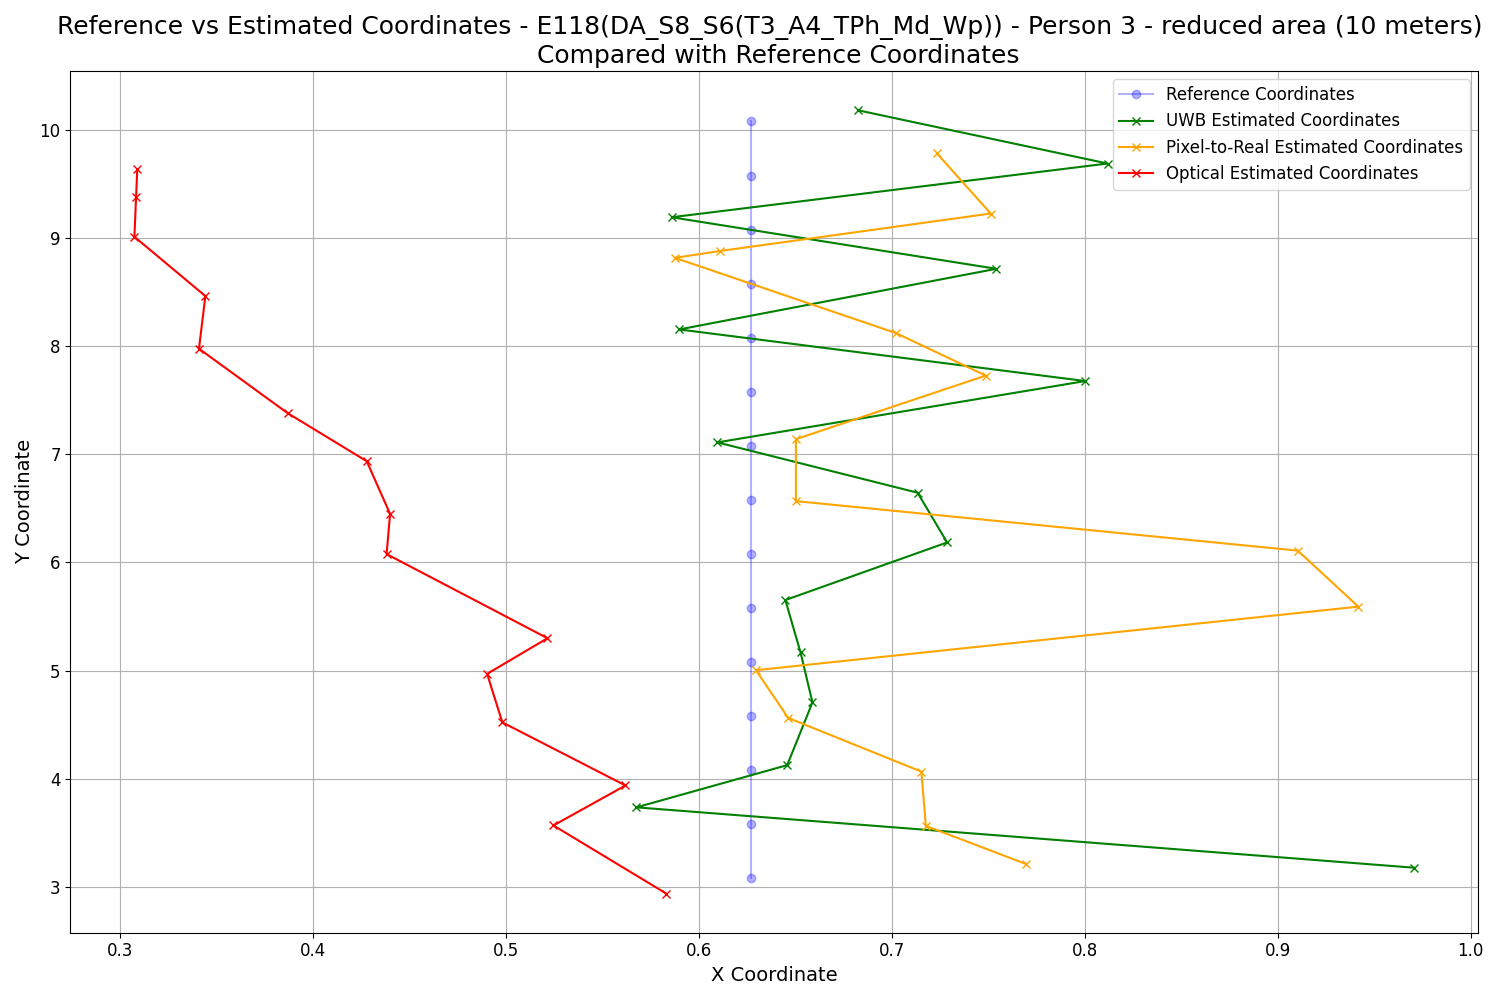 Reference vs Estimated Coordinates - E118(DA_S8_S6(T3_A4_TPh_Md_Wp)) - Person 3 - reduced area (10 meters)
Compared with Reference Coordinates
Reference Coordinates
UWB Estimated Coordinates
Pixel-to-Real Estimated Coordinates
Optical Estimated Coordinates
Y Coordinate
10
9
8
7
6
5
4
3
0.3 0.4 0.5 0.6 0.7 0.8 0.9 1.0
X Coordinate